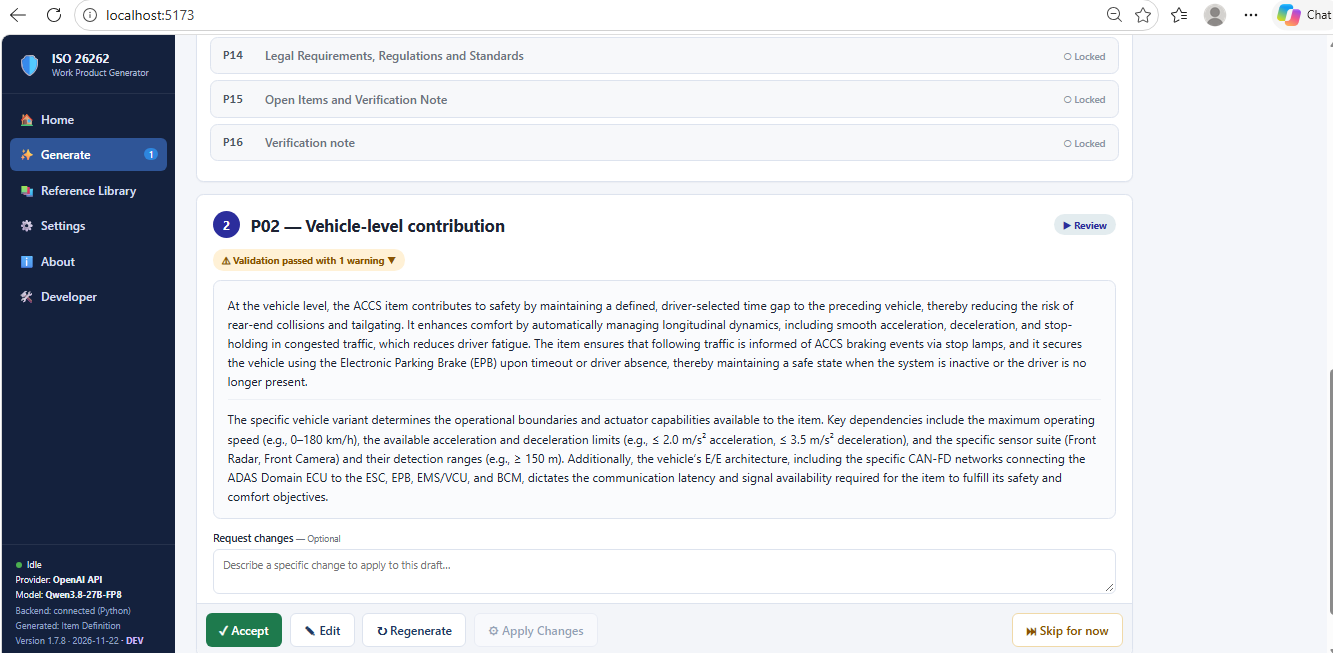 localhost:5173
Chat
ISO 26262
Work Product Generator
Home
Generate 1
Reference Library
Settings
About
Developer
Idle
Provider: OpenAI API
Model: Qwen3.8-27B-FP8
Backend: connected (Python)
Generated: Item Definition
Version 1.7.8 · 2026-11-22 - DEV
P14 Legal Requirements, Regulations and Standards Locked
P15 Open Items and Verification Note Locked
P16 Verification note Locked
2 P02 — Vehicle-level contribution
▶ Review
⚠ Validation passed with 1 warning ▼
At the vehicle level, the ACCS item contributes to safety by maintaining a defined, driver-selected time gap to the preceding vehicle, thereby reducing the risk of
rear-end collisions and tailgating. It enhances comfort by automatically managing longitudinal dynamics, including smooth acceleration, deceleration, and stop-
holding in congested traffic, which reduces driver fatigue. The item ensures that following traffic is informed of ACCS braking events via stop lamps, and it secures
the vehicle using the Electronic Parking Brake (EPB) upon timeout or driver absence, thereby maintaining a safe state when the system is inactive or the driver is no
longer present.
The specific vehicle variant determines the operational boundaries and actuator capabilities available to the item. Key dependencies include the maximum operating
speed (e.g., 0–180 km/h), the available acceleration and deceleration limits (e.g., ≤ 2.0 m/s² acceleration, ≤ 3.5 m/s² deceleration), and the specific sensor suite (Front
Radar, Front Camera) and their detection ranges (e.g., ≥ 150 m). Additionally, the vehicle's E/E architecture, including the specific CAN-FD networks connecting the
ADAS Domain ECU to the ESC, EPB, EMS/VCU, and BCM, dictates the communication latency and signal availability required for the item to fulfill its safety and
comfort objectives.
Request changes — Optional
Describe a specific change to apply to this draft...
✓ Accept
✎ Edit
↻ Regenerate
⚙ Apply Changes
⏭ Skip for now